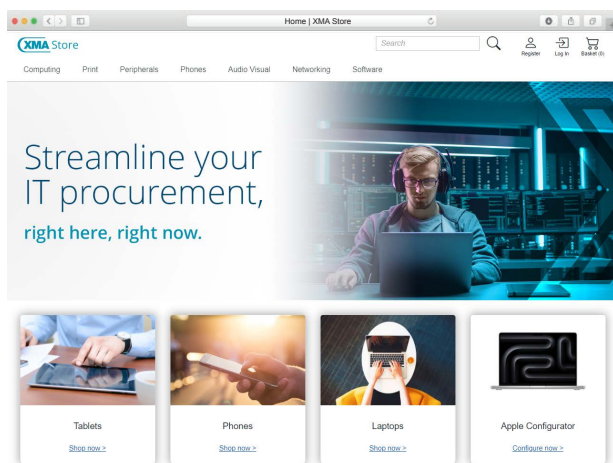 Home | XMA Store
XMA Store
Search
Register
Log In
Basket (0)
Computing Print Peripherals Phones Audio Visual Networking Software
Streamline your
IT procurement,
right here, right now.
Tablets
Shop now >
Phones
Shop now >
Laptops
Shop now >
Apple Configurator
Configure now >